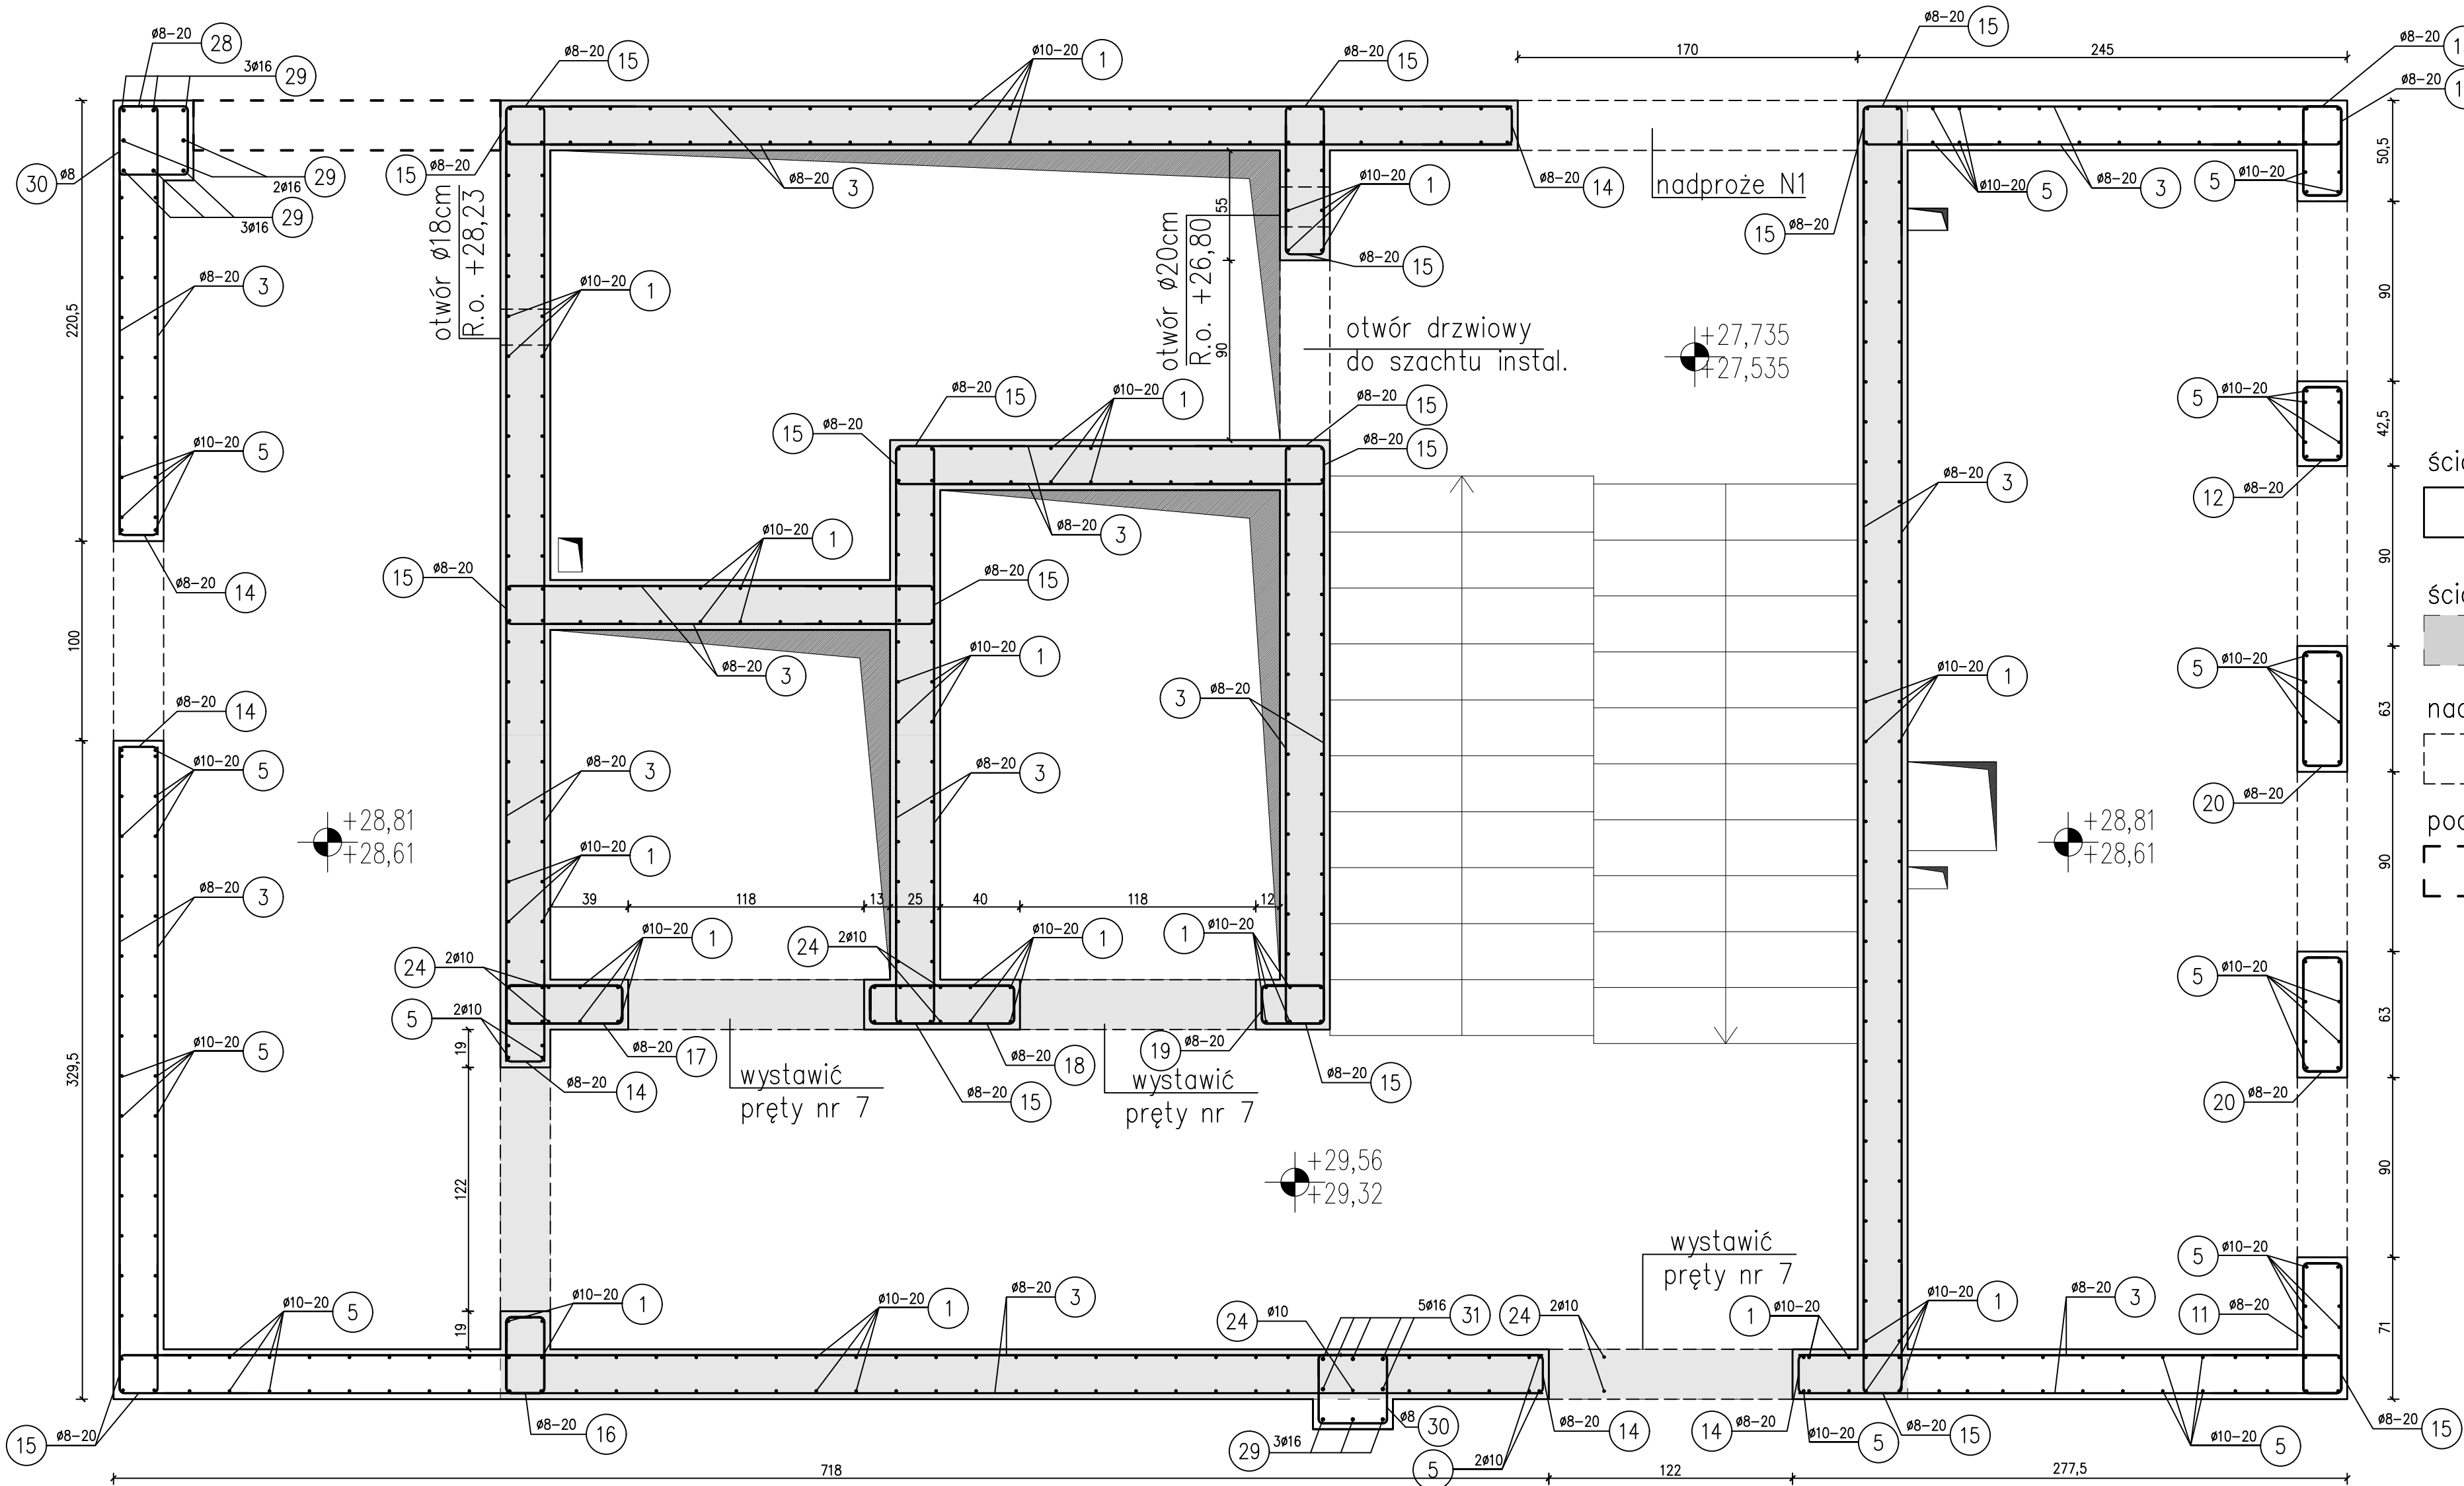 ø8-20 28
3ø16 29
ø8-20 15
ø10-20 1
ø8-20 15
170
ø8-20 15
245
ø8-20
ø8-20
30 ø8
2ø16 29
3ø16 29
15 ø8-20
ø8-20 3
ø10-20 1
55
ø8-20 14
nadproże N1
ø10-20 5
ø8-20 3
5 ø10-20
50,5
otwór ø18cm
R.o. +28,23
otwór ø20cm
R.o. +26,80
15 ø8-20
ø8-20 15
ø8-20 3
ø10-20 1
220,5
90
otwór drzwiowy
do szachtu instal.
+27,735
+27,535
90
ø8-20 15
ø10-20 1
ø8-20 15
5 ø10-20
42,5
15 ø8-20
ø8-20 15
ø10-20 5
ø8-20 3
12 ø8-20
ø10-20 1
ø8-20 3
15 ø8-20
ø8-20 15
ø8-20 14
90
100
ø10-20 1
ø8-20 3
3 ø8-20
ø10-20 1
5 ø10-20
63
ø8-20 14
ø10-20 5
ø8-20 3
ø8-20 3
20 ø8-20
+28,81
+28,61
+28,81
+28,61
ø10-20 1
90
ø8-20 3
39
118
13
25
40
118
12
ø10-20 1
24 2ø10
ø10-20 1
1 ø10-20
24 2ø10
5 ø10-20
5 2ø10
63
329,5
ø10-20 5
19
ø8-20 17
ø8-20 18
19 ø8-20
ø8-20 14
wystawić
pręty nr 7
ø8-20 15
wystawić
pręty nr 7
ø8-20 15
20 ø8-20
+29,56
+29,32
122
90
wystawić
pręty nr 7
5 ø10-20
ø10-20 5
ø10-20 1
19
ø10-20 1
ø8-20 3
24 ø10
5ø16 31
24 2ø10
1 ø10-20
ø10-20 1
ø8-20 3
11 ø8-20
71
15 ø8-20
ø8-20 16
29 3ø16
ø8 30
5 2ø10
ø8-20 14
14 ø8-20
ø10-20 5
ø8-20 15
ø10-20 5
ø8-20 15
718
122
277,5